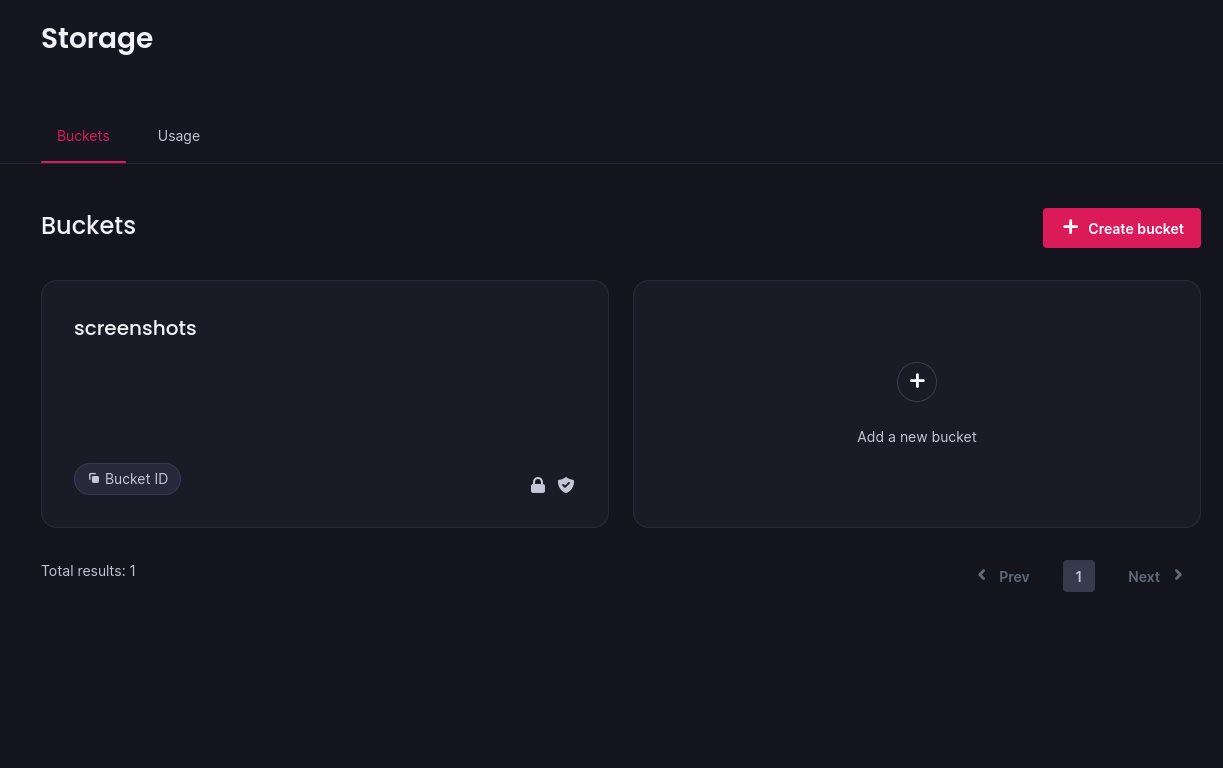 Storage
Buckets Usage
Buckets
Create bucket
screenshots
Add a new bucket
Bucket ID
Total results: 1
Prev 1 Next